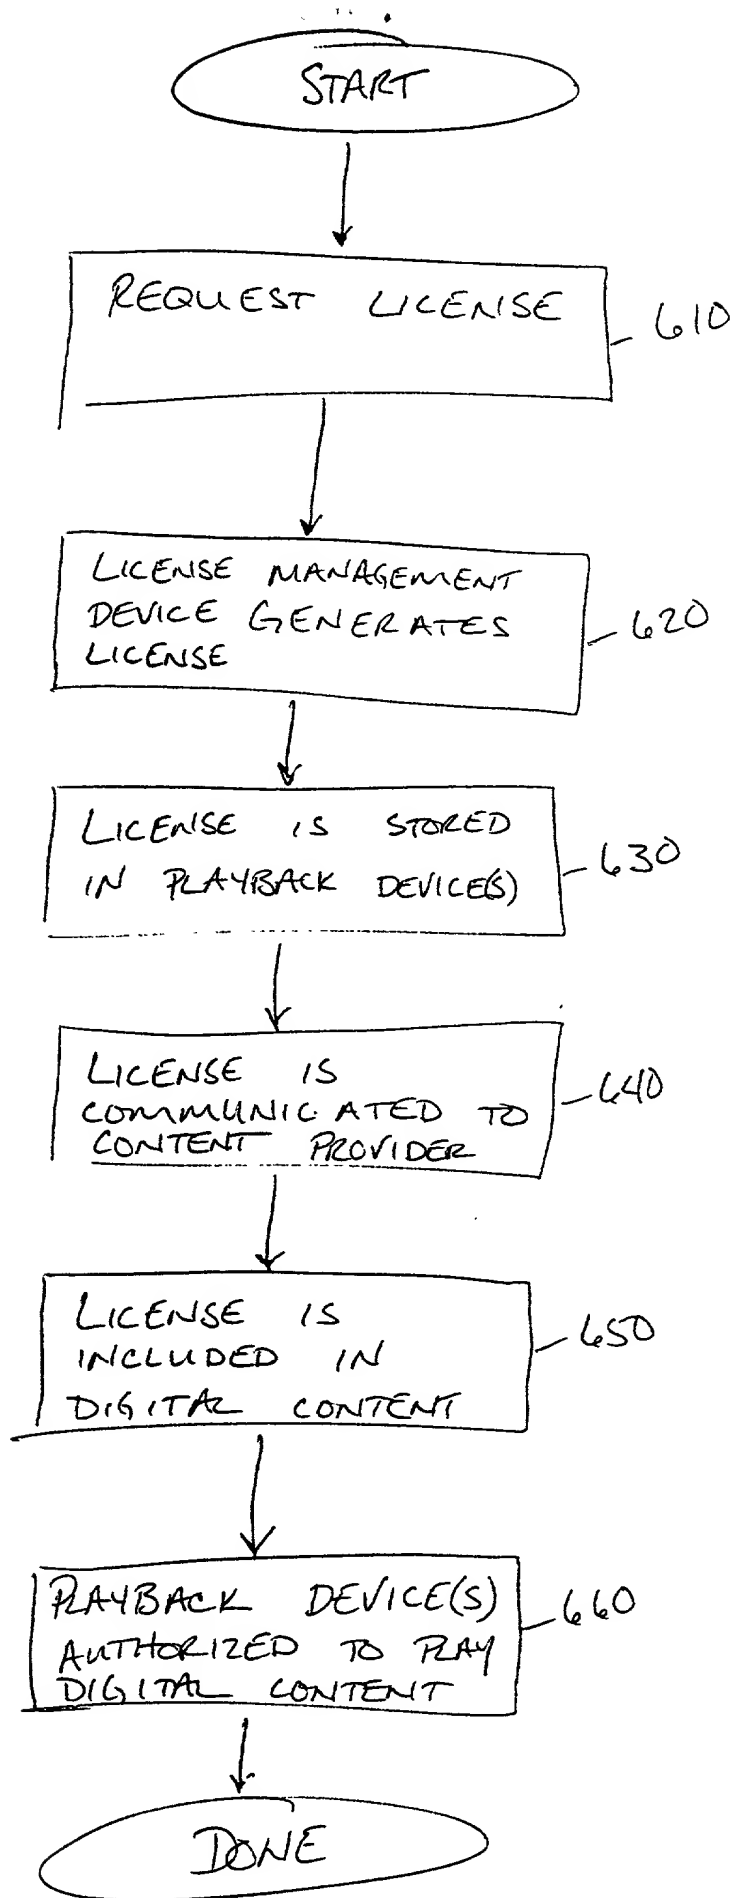 START
REQUEST LICENSE
610
LICENSE MANAGEMENT
DEVICE GENERATES
LICENSE
620
LICENSE IS STORED
IN PLAYBACK DEVICE(S)
630
LICENSE IS
COMMUNICATED TO
CONTENT PROVIDER
640
LICENSE IS
INCLUDED IN
DIGITAL CONTENT
650
PLAYBACK DEVICE(S)
AUTHORIZED TO PLAY
DIGITAL CONTENT
660
DONE